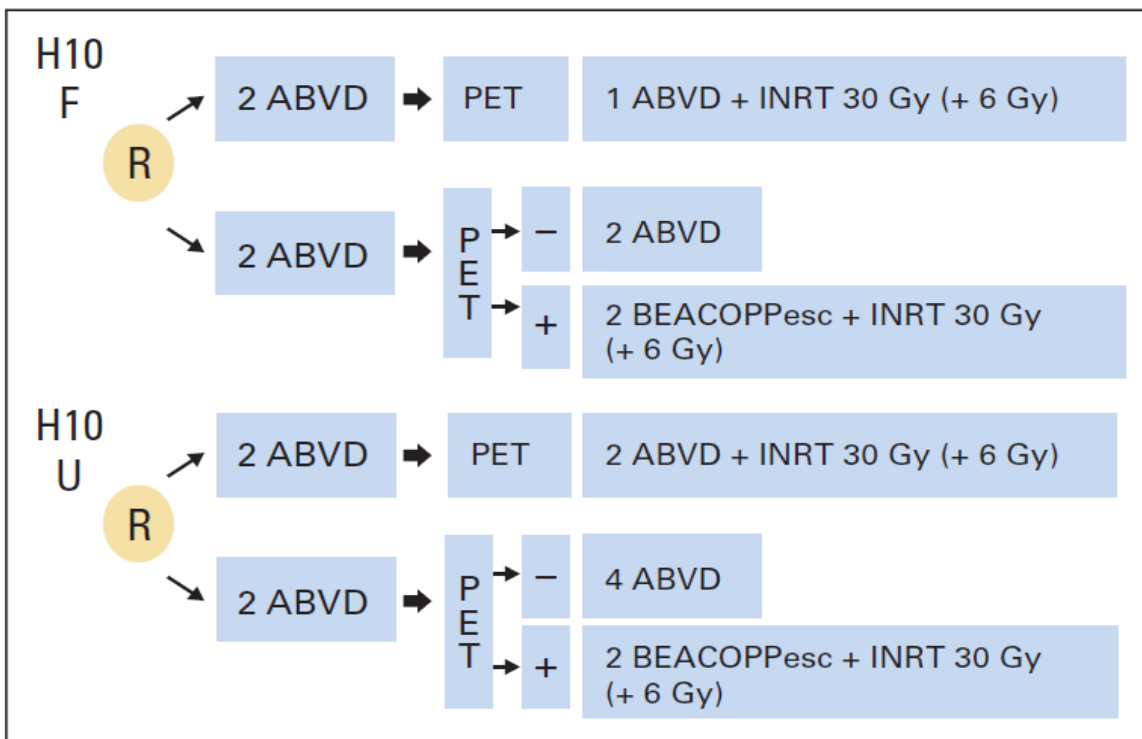 H10
F
R
2 ABVD
PET
1 ABVD + INRT 30 Gy (+ 6 Gy)
2 ABVD
P
E
T
−
2 ABVD
+
2 BEACOPPesc + INRT 30 Gy
(+ 6 Gy)
H10
U
R
2 ABVD
PET
2 ABVD + INRT 30 Gy (+ 6 Gy)
2 ABVD
P
E
T
−
4 ABVD
+
2 BEACOPPesc + INRT 30 Gy
(+ 6 Gy)